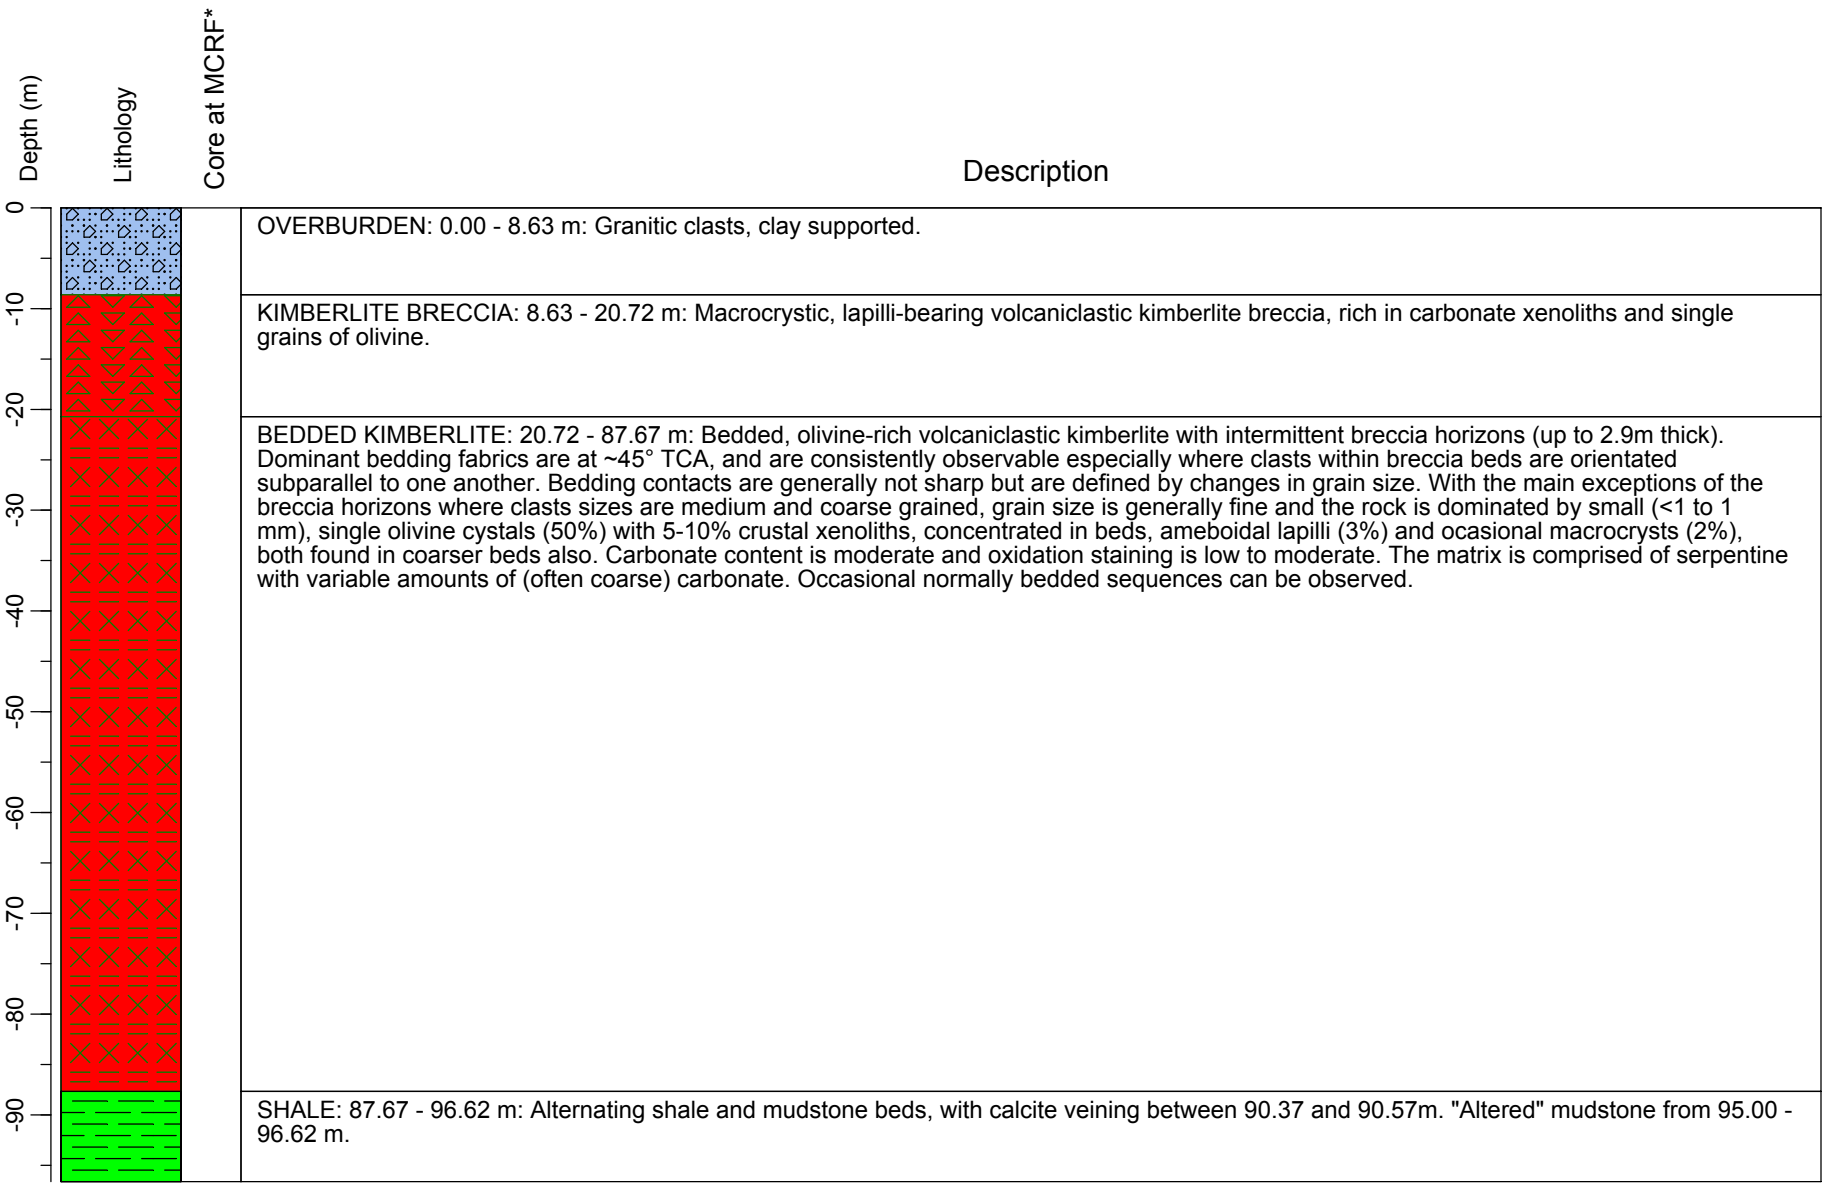 Depth (m)
Lithology
Core at MCRF*
Description
0
OVERBURDEN: 0.00 - 8.63 m: Granitic clasts, clay supported.
-10
KIMBERLITE BRECCIA: 8.63 - 20.72 m: Macrocrystic, lapilli-bearing volcaniclastic kimberlite breccia, rich in carbonate xenoliths and single
grains of olivine.
-20
BEDDED KIMBERLITE: 20.72 - 87.67 m: Bedded, olivine-rich volcaniclastic kimberlite with intermittent breccia horizons (up to 2.9m thick).
Dominant bedding fabrics are at ~45° TCA, and are consistently observable especially where clasts within breccia beds are orientated
subparallel to one another. Bedding contacts are generally not sharp but are defined by changes in grain size. With the main exceptions of the
breccia horizons where clasts sizes are medium and coarse grained, grain size is generally fine and the rock is dominated by small (<1 to 1
mm), single olivine cystals (50%) with 5-10% crustal xenoliths, concentrated in beds, ameboidal lapilli (3%) and ocasional macrocrysts (2%),
both found in coarser beds also. Carbonate content is moderate and oxidation staining is low to moderate. The matrix is comprised of serpentine
with variable amounts of (often coarse) carbonate. Occasional normally bedded sequences can be observed.
-30
-40
-50
-60
-70
-80
-90
SHALE: 87.67 - 96.62 m: Alternating shale and mudstone beds, with calcite veining between 90.37 and 90.57m. "Altered" mudstone from 95.00 -
96.62 m.